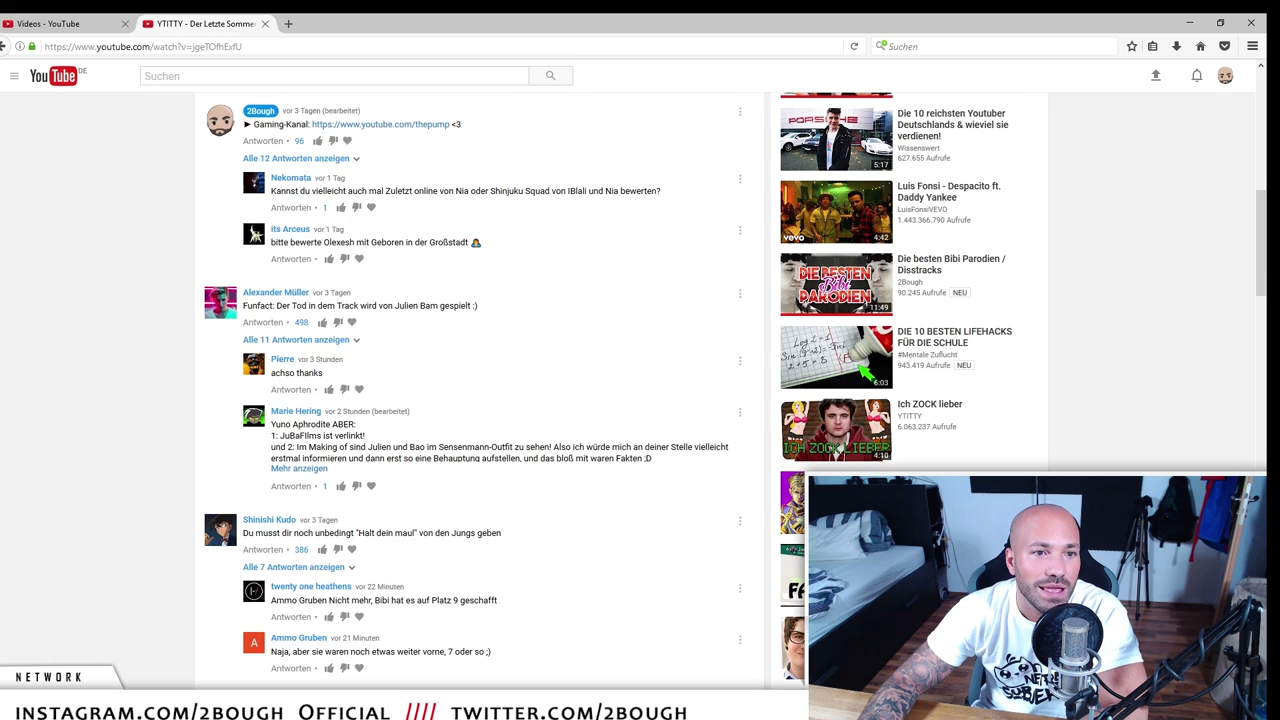 Videos - YouTube
YTITTY - Der Letzte Somme
https://www.youtube.com/watch?v=jgeTOfhExfU
Suchen
YouTube DE
Suchen
2Bough vor 3 Tagen (bearbeitet)
► Gaming-Kanal: https://www.youtube.com/thepump <3
Antworten • 96
Alle 12 Antworten anzeigen
Nekomata vor 1 Tag
Kannst du vielleicht auch mal Zuletzt online von Nia oder Shinjuku Squad von IBlali und Nia bewerten?
Antworten • 1
its Arceus vor 1 Tag
bitte bewerte Olexesh mit Geboren in der Großstadt
Antworten •
Alexander Müller vor 3 Tagen
Funfact: Der Tod in dem Track wird von Julien Bam gespielt :)
Antworten • 498
Alle 11 Antworten anzeigen
Pierre vor 3 Stunden
achso thanks
Antworten •
Marie Hering vor 2 Stunden (bearbeitet)
Yuno Aphrodite ABER:
1: JuBaFIlms ist verlinkt!
und 2: Im Making of sind Julien und Bao im Sensenmann-Outfit zu sehen! Also ich würde mich an deiner Stelle vielleicht
erstmal informieren und dann erst so eine Behauptung aufstellen, und das bloß mit waren Fakten ;D
Mehr anzeigen
Antworten • 1
Shinishi Kudo vor 3 Tagen
Du musst dir noch unbedingt "Halt dein maul" von den Jungs geben
Antworten • 386
Alle 7 Antworten anzeigen
twenty one heathens vor 22 Minuten
Ammo Gruben Nicht mehr, Bibi hat es auf Platz 9 geschafft
Antworten •
A
Ammo Gruben vor 21 Minuten
Naja, aber sie waren noch etwas weiter vorne, 7 oder so ;)
Antworten •
PORSCHE
5:17
Die 10 reichsten Youtuber
Deutschlands & wieviel sie
verdienen!
Wissenswert
627.655 Aufrufe
vevo
4:42
Luis Fonsi - Despacito ft.
Daddy Yankee
LuisFonsiVEVO
1.443.366.790 Aufrufe
DIE BESTEN
Bibi
PARODIEN
11:49
Die besten Bibi Parodien /
Disstracks
2Bough
90.245 Aufrufe NEU
6:03
DIE 10 BESTEN LIFEHACKS
FÜR DIE SCHULE
#Mentale Zuflucht
943.419 Aufrufe NEU
ICH ZOCK LIEBER
4:10
Ich ZOCK lieber
YTITTY
6.063.237 Aufrufe
NETWORK
INSTAGRAM.COM/2BOUGH OFFICIAL //// TWITTER.COM/2BOUGH